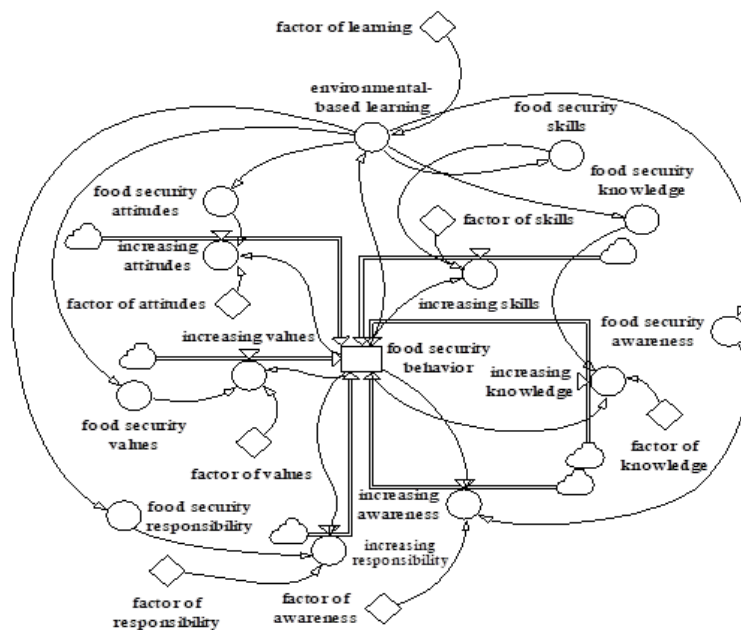 factor of learning
environmental-
based learning
food security
skills
food security
knowledge
food security
attitudes
factor of skills
increasing
attitudes
factor of attitudes
increasing skills
increasing values
food security
behavior
food security
awareness
increasing
knowledge
food security
values
factor of values
factor of
knowledge
food security
responsibility
increasing
awareness
increasing
responsibility
factor of
responsibility
factor of
awareness